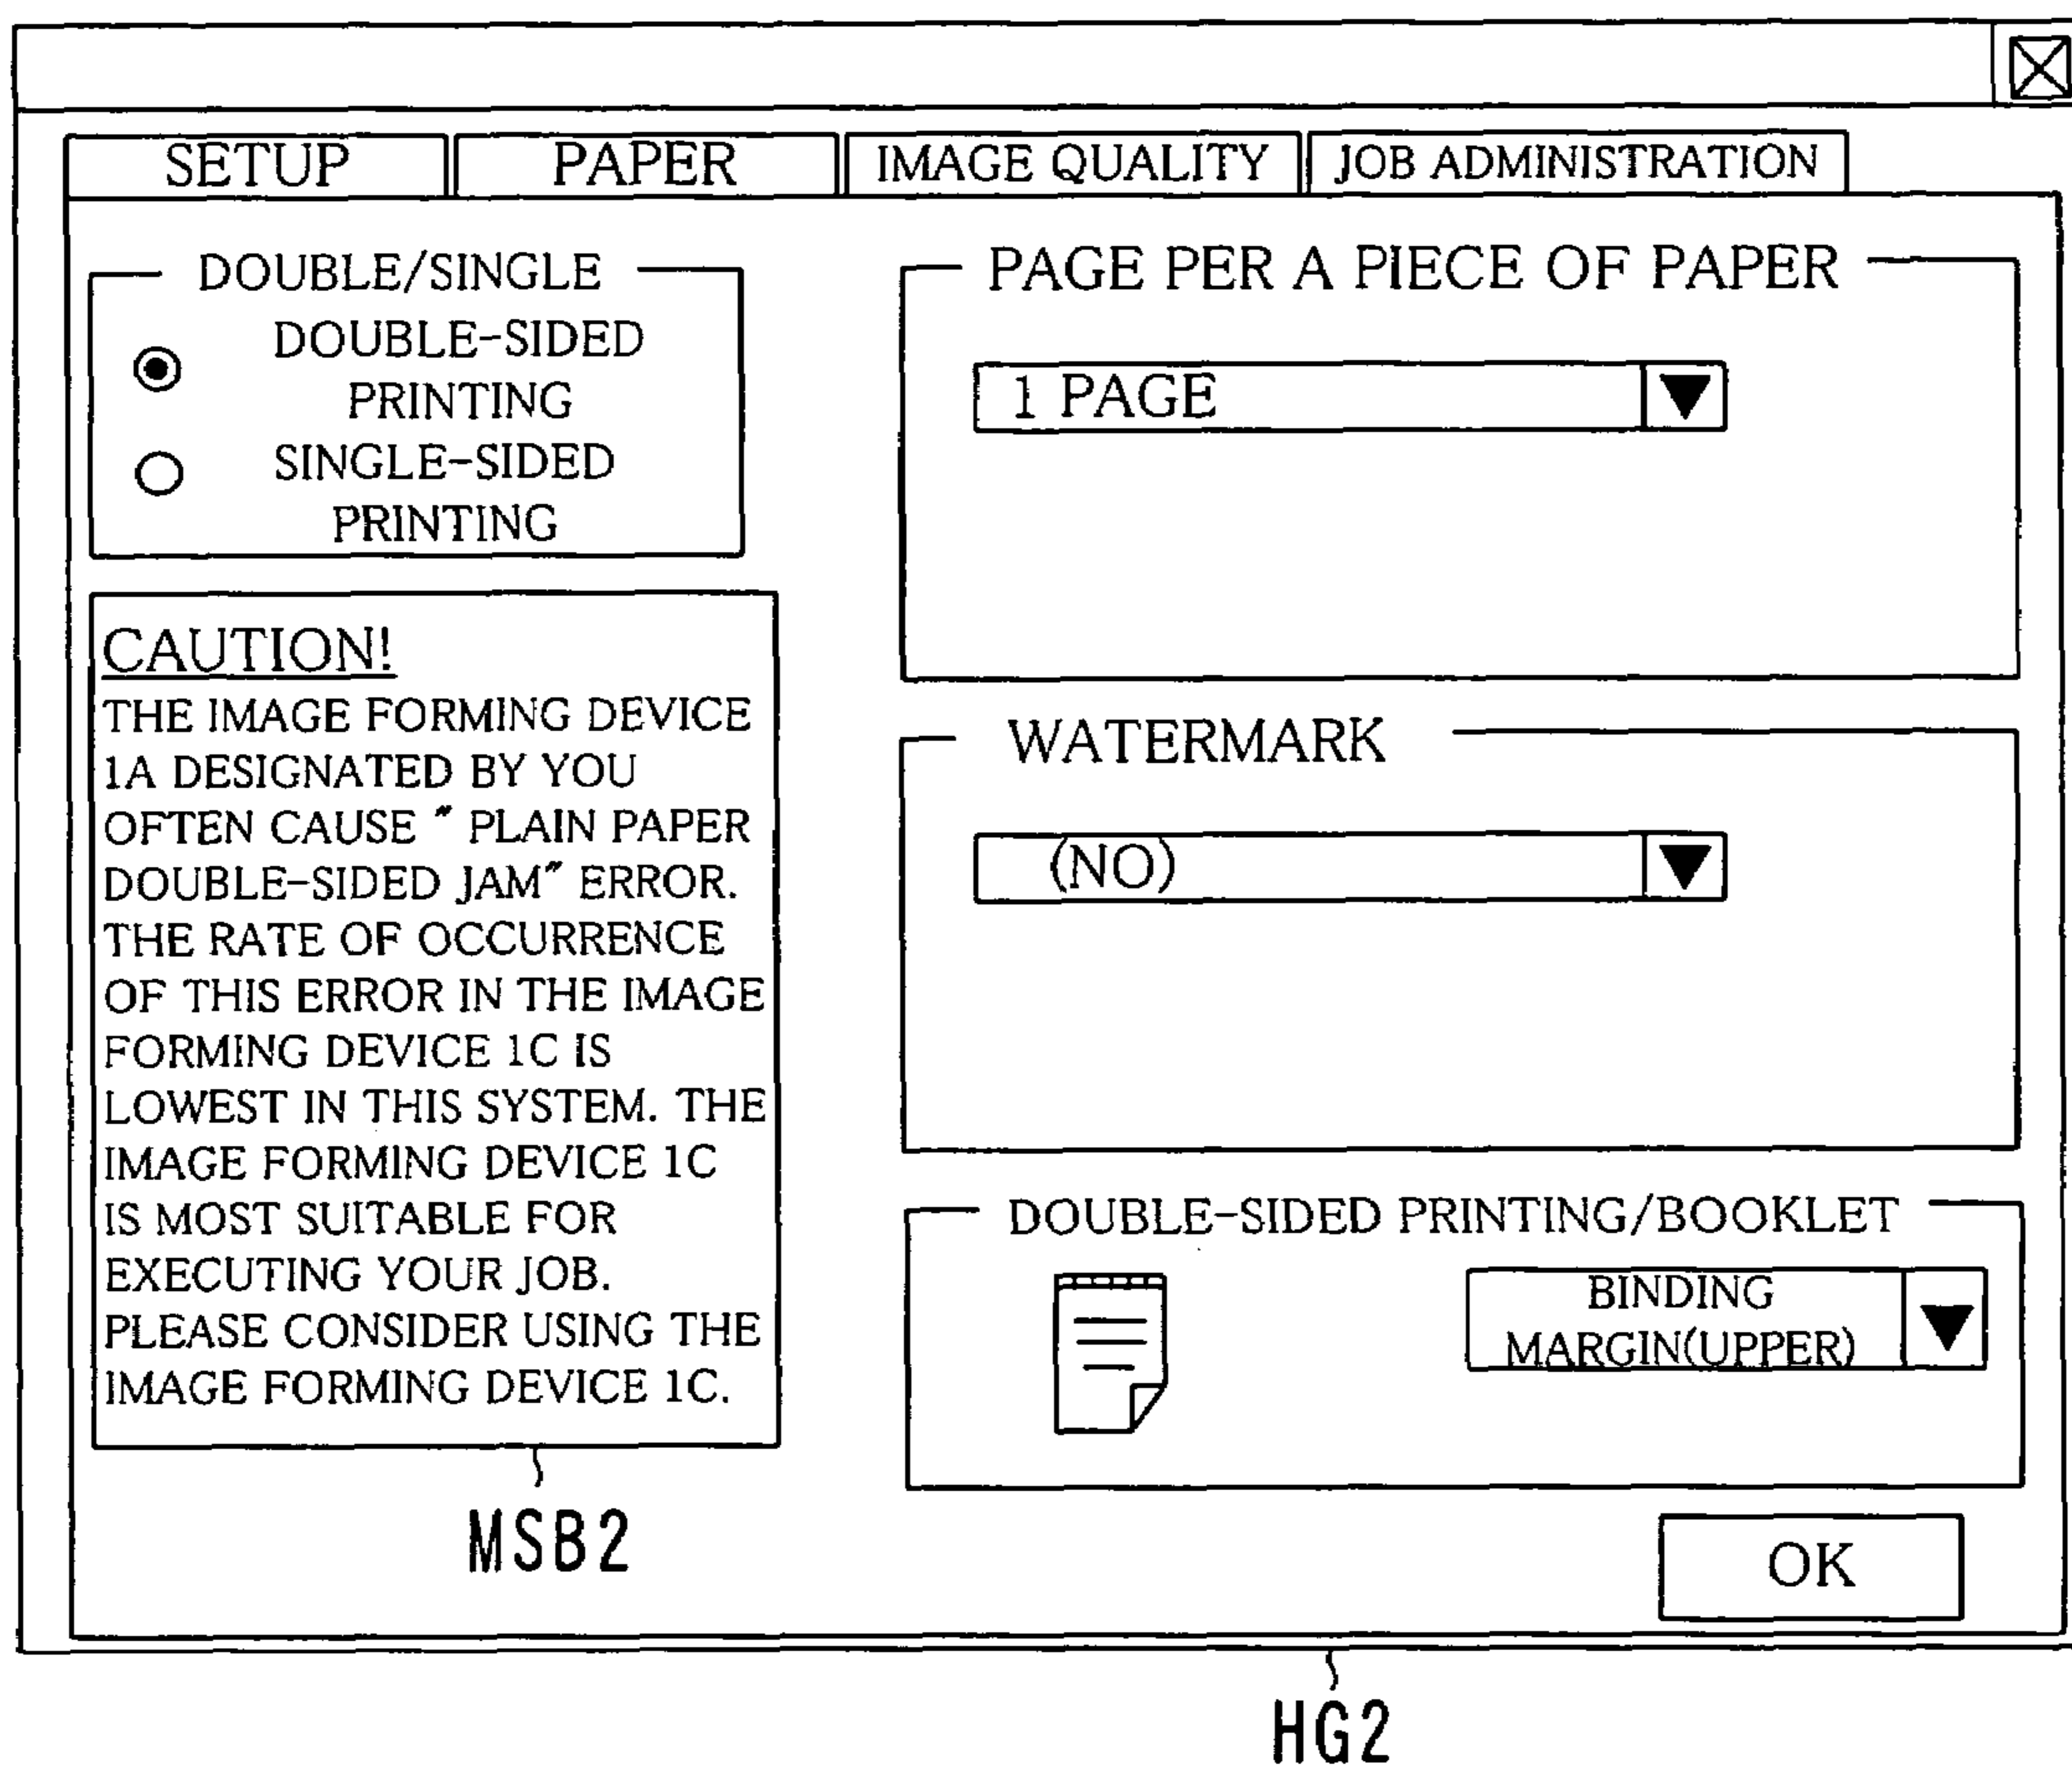 SETUP PAPER IMAGE QUALITY JOB ADMINISTRATION
DOUBLE/SINGLE
DOUBLE-SIDED
PRINTING
SINGLE-SIDED
PRINTING
CAUTION!
THE IMAGE FORMING DEVICE
1A DESIGNATED BY YOU
OFTEN CAUSE " PLAIN PAPER
DOUBLE-SIDED JAM" ERROR.
THE RATE OF OCCURRENCE
OF THIS ERROR IN THE IMAGE
FORMING DEVICE 1C IS
LOWEST IN THIS SYSTEM. THE
IMAGE FORMING DEVICE 1C
IS MOST SUITABLE FOR
EXECUTING YOUR JOB.
PLEASE CONSIDER USING THE
IMAGE FORMING DEVICE 1C.
MSB2
PAGE PER A PIECE OF PAPER
1 PAGE
WATERMARK
(NO)
DOUBLE-SIDED PRINTING/BOOKLET
BINDING
MARGIN(UPPER)
OK
HG2